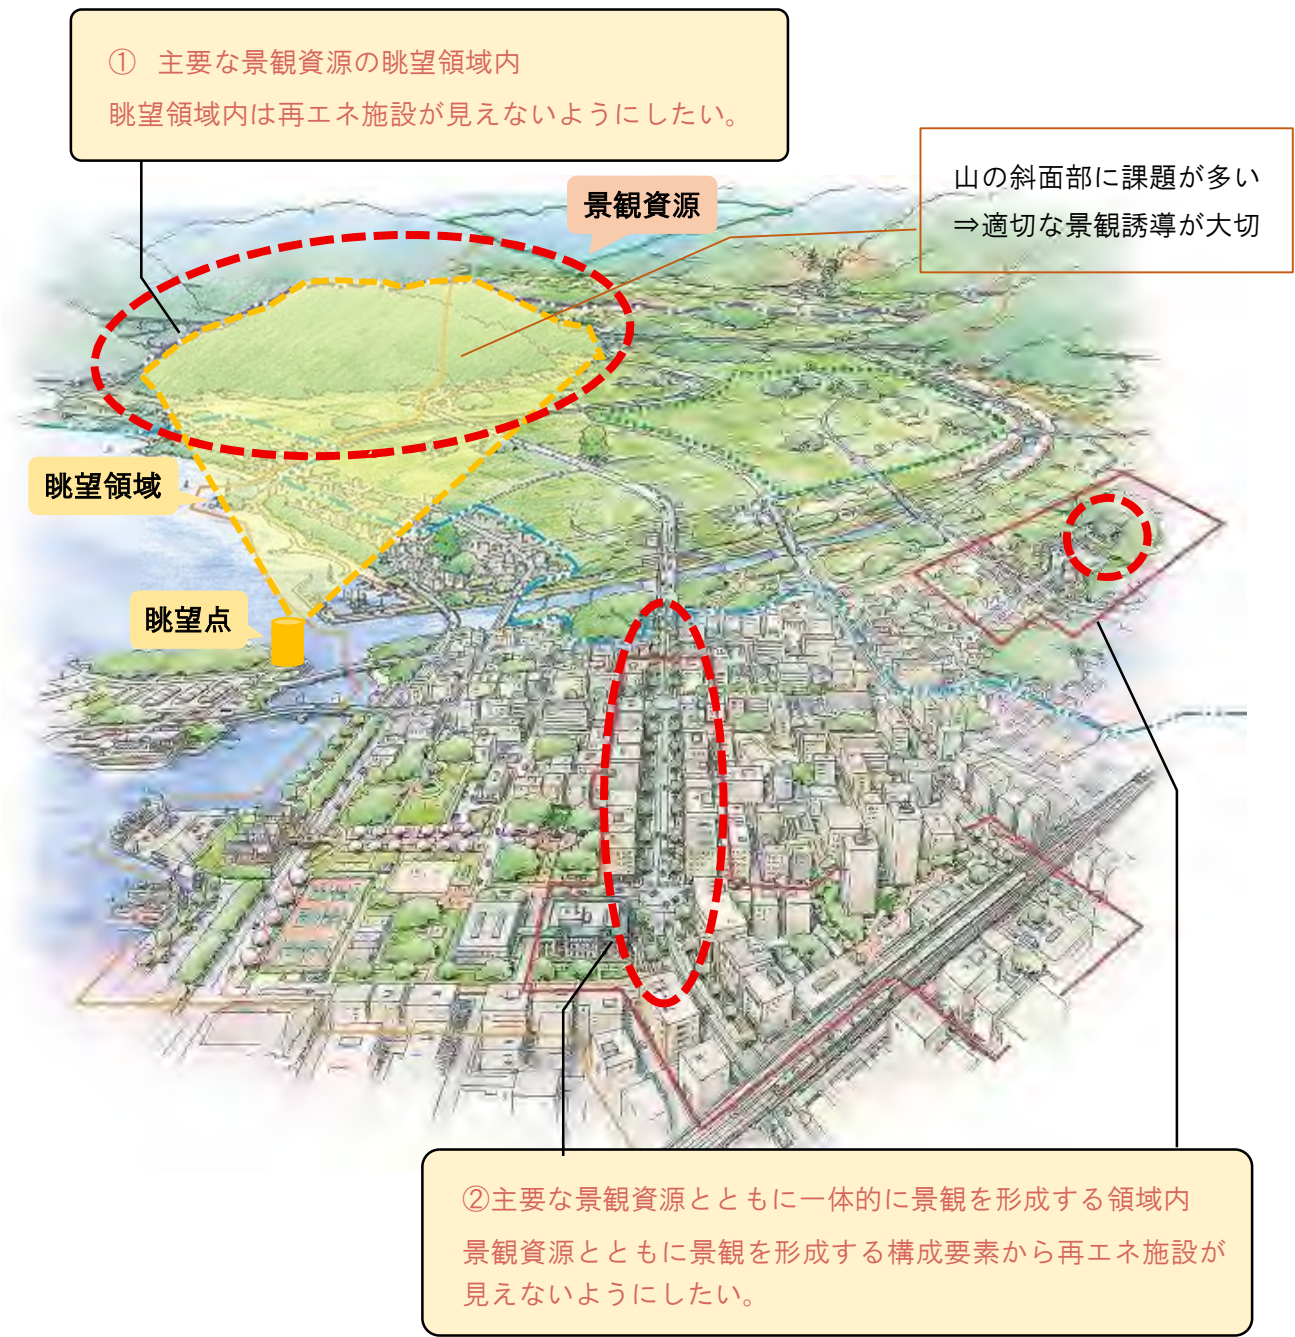 ① 主要な景観資源の眺望領域内
眺望領域内は再エネ施設が見えないようにしたい。
山の斜面部に課題が多い
⇒適切な景観誘導が大切
景観資源
眺望領域
眺望点
②主要な景観資源とともに一体的に景観を形成する領域内
景観資源とともに景観を形成する構成要素から再エネ施設が
見えないようにしたい。